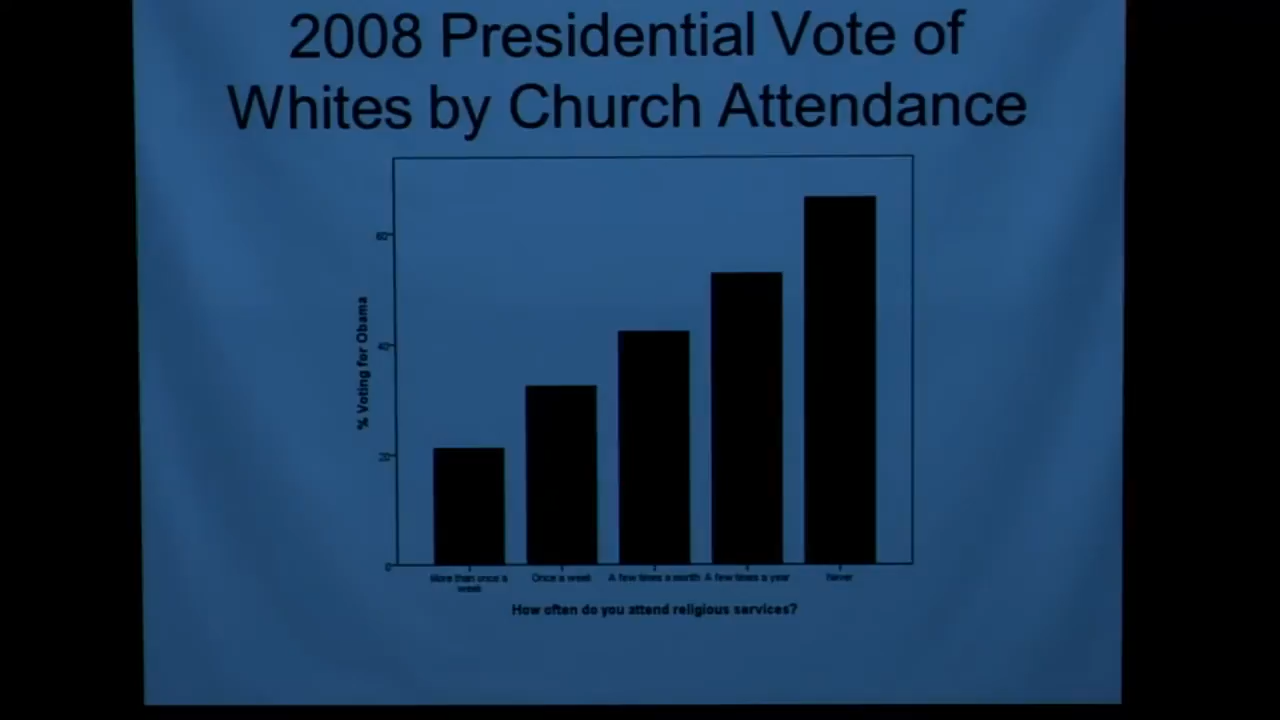 2008 Presidential Vote of
Whites by Church Attendance
60
40
20
0
% Voting for Obama
More than once a
week
Once a week
A few times a month
A few times a year
Never
How often do you attend religious services?